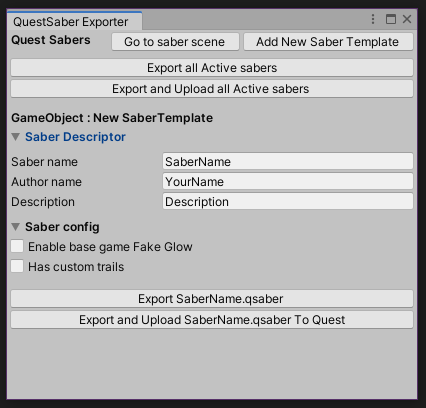 QuestSaber Exporter
Quest Sabers Go to saber scene Add New Saber Template
Export all Active sabers
Export and Upload all Active sabers
GameObject : New SaberTemplate
Saber Descriptor
Saber name SaberName
Author name YourName
Description Description
Saber config
Enable base game Fake Glow
Has custom trails
Export SaberName.qsaber
Export and Upload SaberName.qsaber To Quest